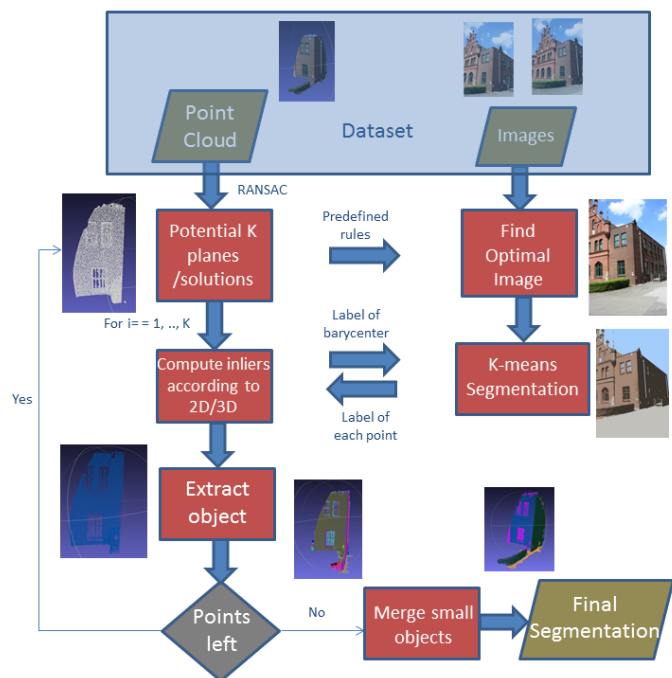 Point
Cloud
Dataset
Images
RANSAC
Potential K
planes
/solutions
Predefined
rules
Find
Optimal
Image
For i= = 1, .., K
Label of
barycenter
Compute inliers
according to
2D/3D
K-means
Segmentation
Label of
each point
Yes
Extract
object
Points
left
No
Merge small
objects
Final
Segmentation